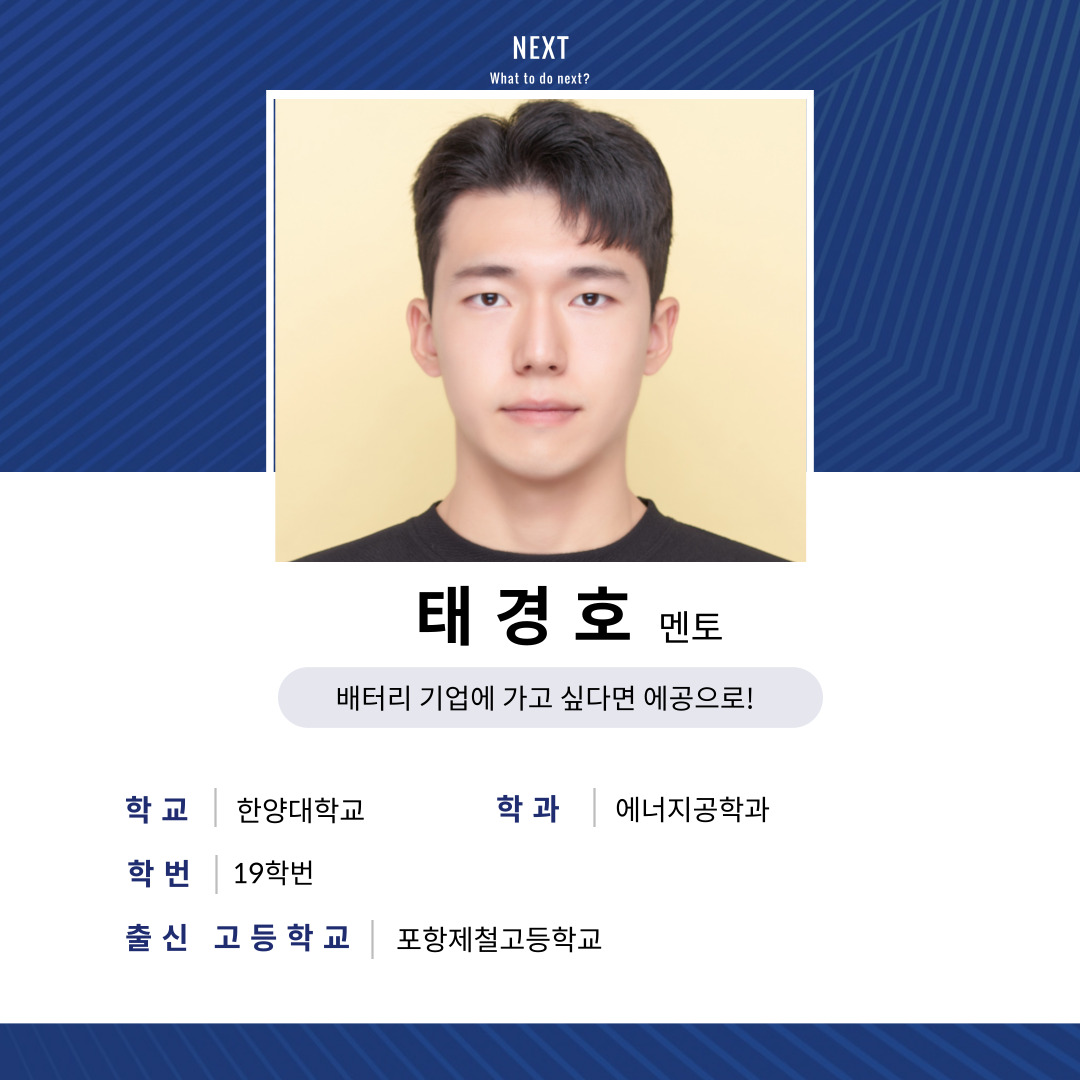 NEXT
What to do next?
태경호 멘토
배터리 기업에 가고 싶다면 에공으로!
학교 한양대학교 학과 에너지공학과
학번 19학번
출신 고등학교 포항제철고등학교